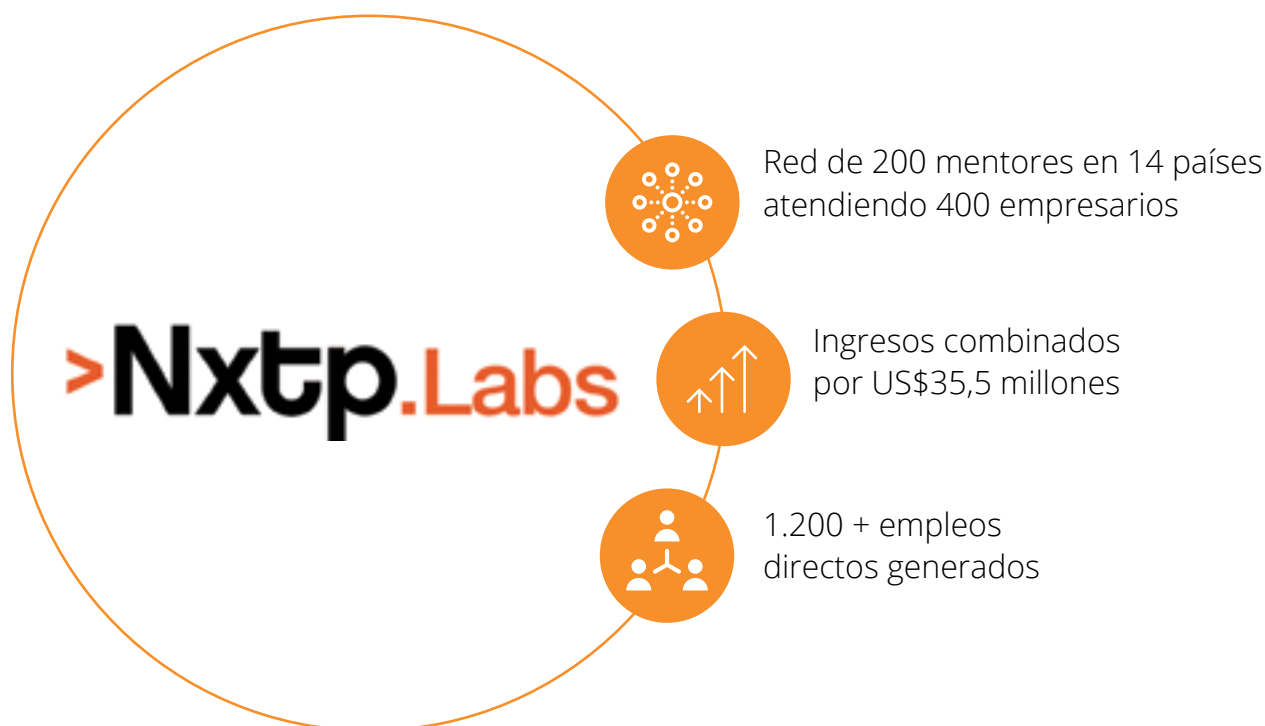 >Nxtp.Labs
Red de 200 mentores en 14 países
atendiendo 400 empresarios
Ingresos combinados
por US$35,5 millones
1.200 + empleos
directos generados